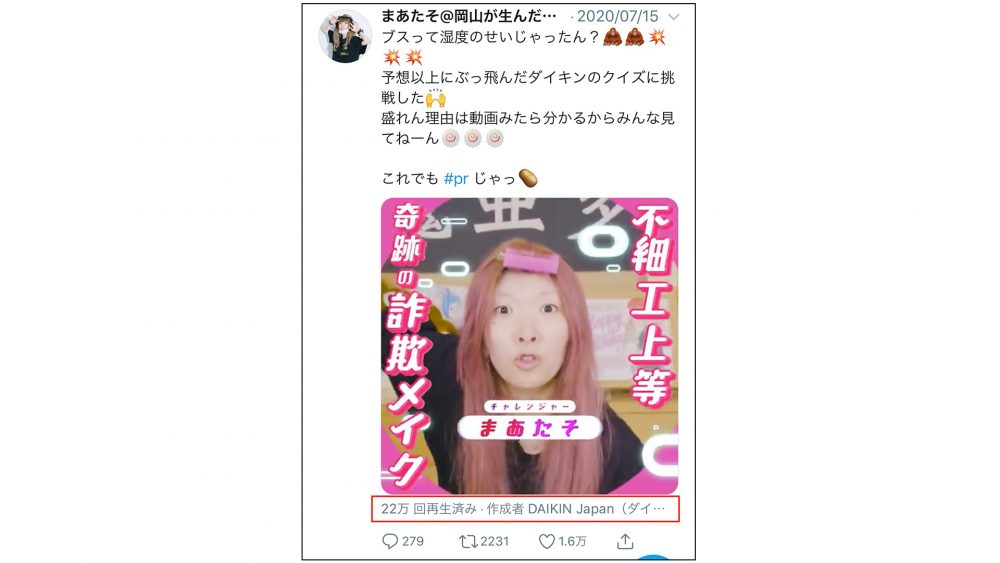 まあたそ@岡山が生んだ… ・2020/07/15
ブスって湿度のせいじゃったん？🦧🦧💥
💥💥
予想以上にぶっ飛んだダイキンのクイズに挑
戦した🙌
盛れん理由は動画みたら分かるからみんな見
てねーん🍥🍥🍥
これでも #pr じゃっ🥔
不細工上等
奇跡の詐欺メイク
チャレンジャー
まあたそ
22万 回再生済み · 作成者 DAIKIN Japan（ダイ…
279 2231 1.6万